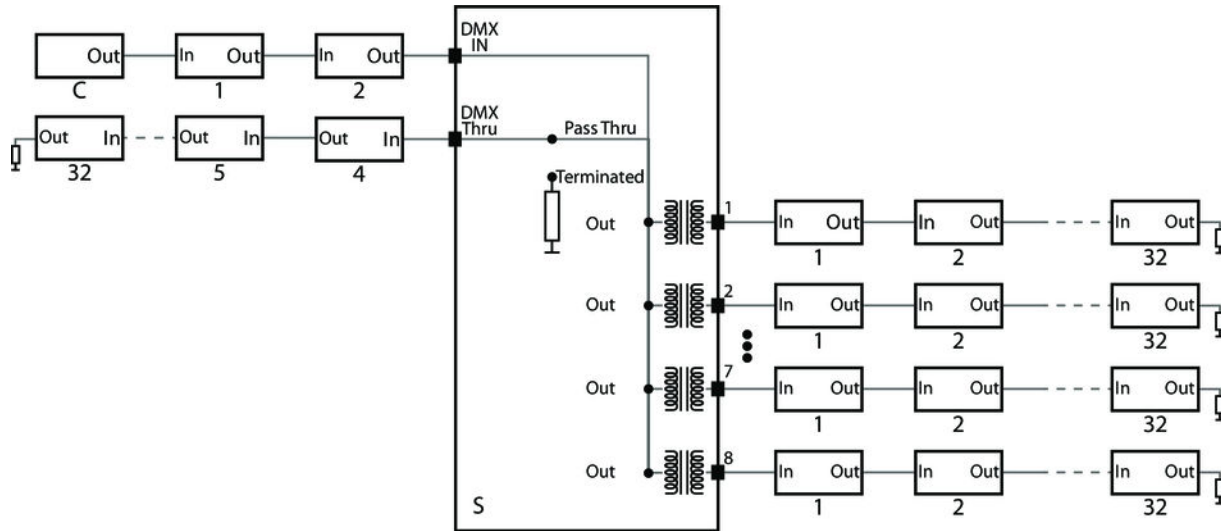 DMX
IN
Out In Out In Out
C 1 2
DMX
Thru
Out In Out In Out In
32 5 4
Pass Thru
Terminated
Out 1 In Out In Out In Out
1 2 32
Out 2 In Out In Out In Out
1 2 32
Out 7 In Out In Out In Out
1 2 32
Out 8 In Out In Out In Out
1 2 32
S